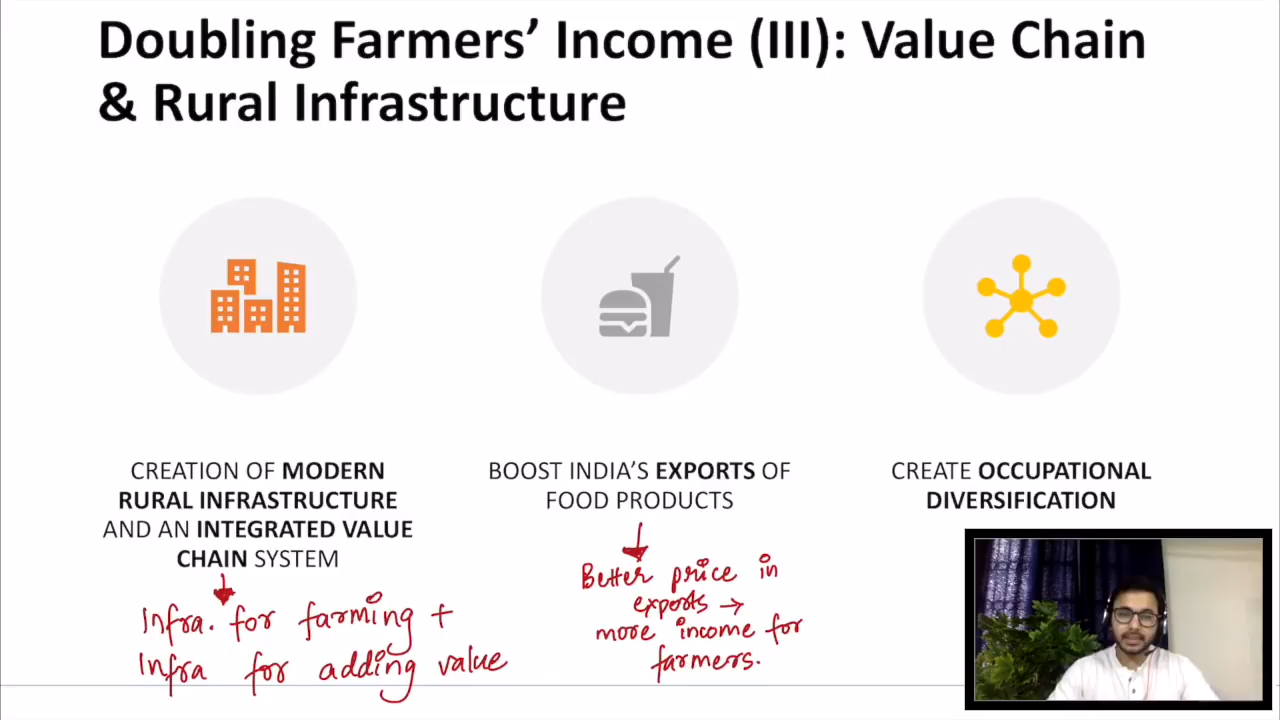 Doubling Farmers’ Income (III): Value Chain
& Rural Infrastructure
CREATION OF MODERN
RURAL INFRASTRUCTURE
AND AN INTEGRATED VALUE
CHAIN SYSTEM
Infra. for farming +
Infra for adding value
BOOST INDIA’S EXPORTS OF
FOOD PRODUCTS
Better price in
exports →
more income for
farmers.
CREATE OCCUPATIONAL
DIVERSIFICATION